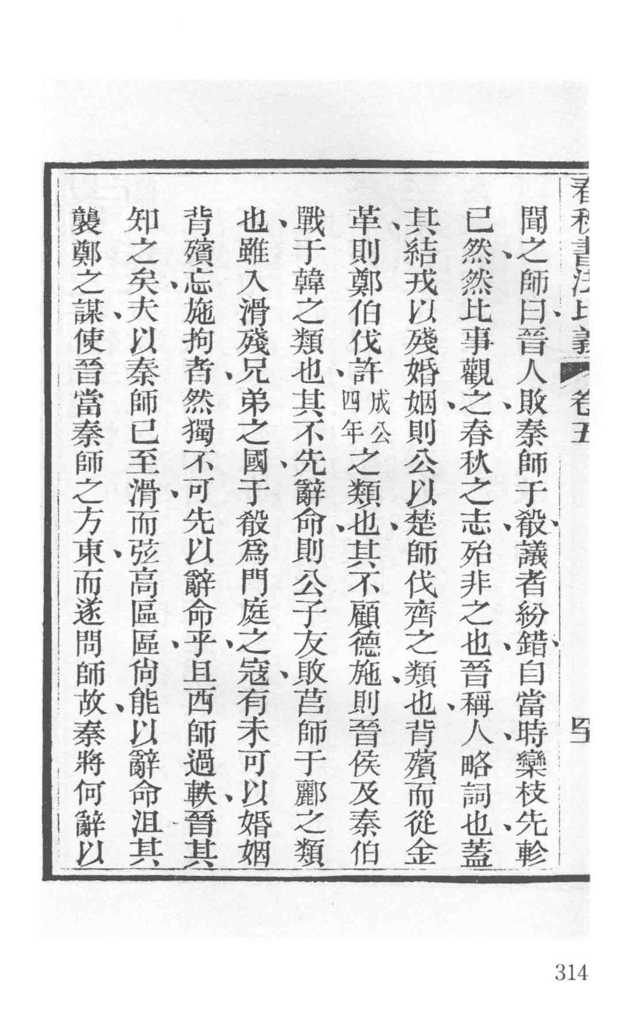 春秋書法比義 卷五
聞之師曰晉人敗秦師于殽議者紛錯自當時欒枝先軫
已然然比事觀之春秋之志殆非之也晉稱人略詞也蓋
其結戎以殘婚姻則公以楚師伐齊之類也背殯而從金
革則鄭伯伐許成公四年之類也其不顧德施則晉侯及秦伯
戰于韓之類也其不先辭命則公子友敗莒師于酈之類
也雖入滑殘兄弟之國于殽爲門庭之寇有未可以婚姻
背殯忘施拘者然獨不可先以辭命乎且西師過軼晉其
知之矣夫以秦師已至滑而弦高區區尙能以辭命沮其
襲鄭之謀使晉當秦師之方東而遂問師故秦將何辭以
314